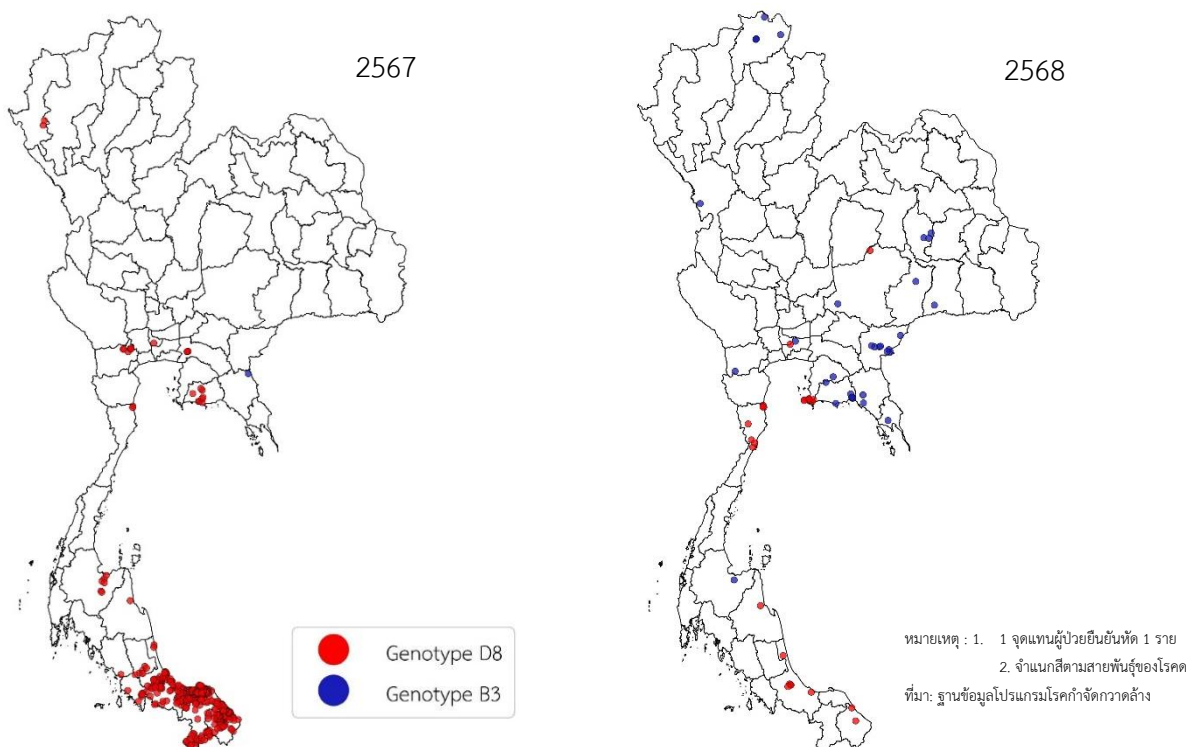 2567
2568
Genotype D8
Genotype B3
หมายเหตุ : 1. 1 จุดแทนผู้ป่วยยืนยันหัด 1 ราย
2. จำแนกสีตามสายพันธุ์ของโรคด
ที่มา: ฐานข้อมูลโปรแกรมโรคกำจัดกวาดล้าง